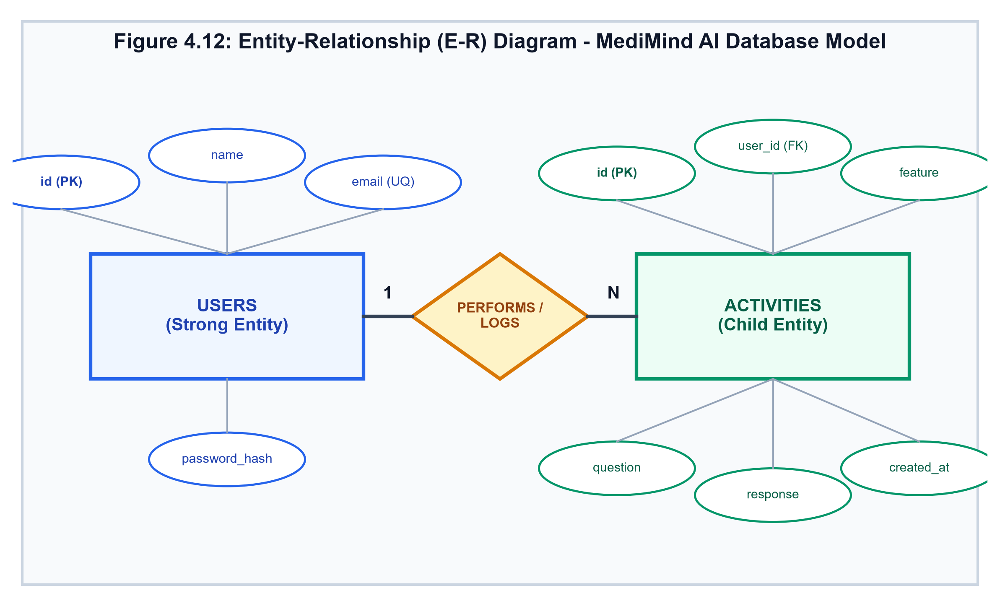 Figure 4.12: Entity-Relationship (E-R) Diagram - MediMind AI Database Model
id (PK)
name
email (UQ)
id (PK)
user_id (FK)
feature
USERS
(Strong Entity)
1
PERFORMS /
LOGS
N
ACTIVITIES
(Child Entity)
password_hash
question
response
created_at